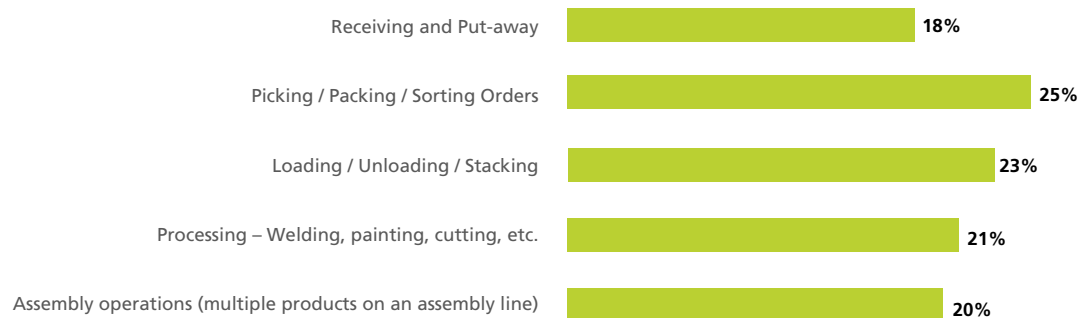 Receiving and Put-away 18%
Picking / Packing / Sorting Orders 25%
Loading / Unloading / Stacking 23%
Processing – Welding, painting, cutting, etc. 21%
Assembly operations (multiple products on an assembly line) 20%